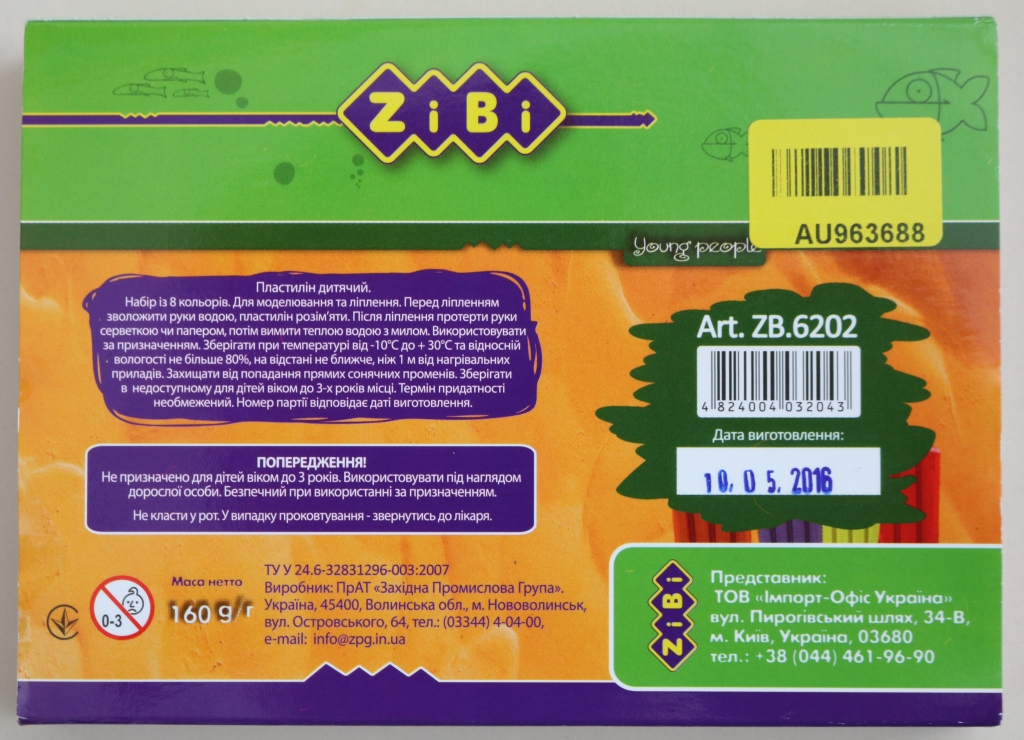 ZiBi
AU963688
Young people
Пластилін дитячий.
Набір із 8 кольорів. Для моделювання та ліплення. Перед ліпленням
зволожити руки водою, пластилін розім'яти. Після ліплення протерти руки
серветкою чи папером, потім вимити теплою водою з милом. Використовувати
за призначенням. Зберігати при температурі від -10°С до + 30°С та відносній
вологості не більше 80%, на відстані не ближче, ніж 1 м від нагрівальних
приладів. Захищати від попадання прямих сонячних променів. Зберігати
в недоступному для дітей віком до 3-х років місці. Термін придатності
необмежений. Номер партії відповідає даті виготовлення.
Art. ZB.6202
4 824004 032043
Дата виготовлення:
10. 05. 2016
ПОПЕРЕДЖЕННЯ!
Не призначено для дітей віком до 3 років. Використовувати під наглядом
дорослої особи. Безпечний при використанні за призначенням.
Не класти у рот. У випадку проковтування - звернутись до лікаря.
0-3
Маса нетто
160 g/г
ТУ У 24.6-32831296-003:2007
Виробник: ПрАТ «Західна Промислова Група».
Україна, 45400, Волинська обл., м. Нововолинськ,
вул. Островського, 64, тел.: (03344) 4-04-00,
e-mail: info@zpg.in.ua
ZiBi
Представник:
ТОВ «Імпорт-Офіс Україна»
вул. Пирогівський шлях, 34-В,
м. Київ, Україна, 03680
тел.: +38 (044) 461-96-90